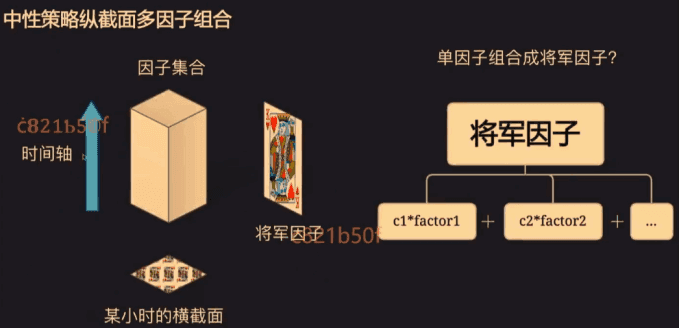 中性策略纵截面多因子组合
因子集合
单因子组合成将军因子?
c821b50f
时间轴
将军因子
c1*factor1 + c2*factor2 + ...
将军因子
c821b50f
某小时的横截面